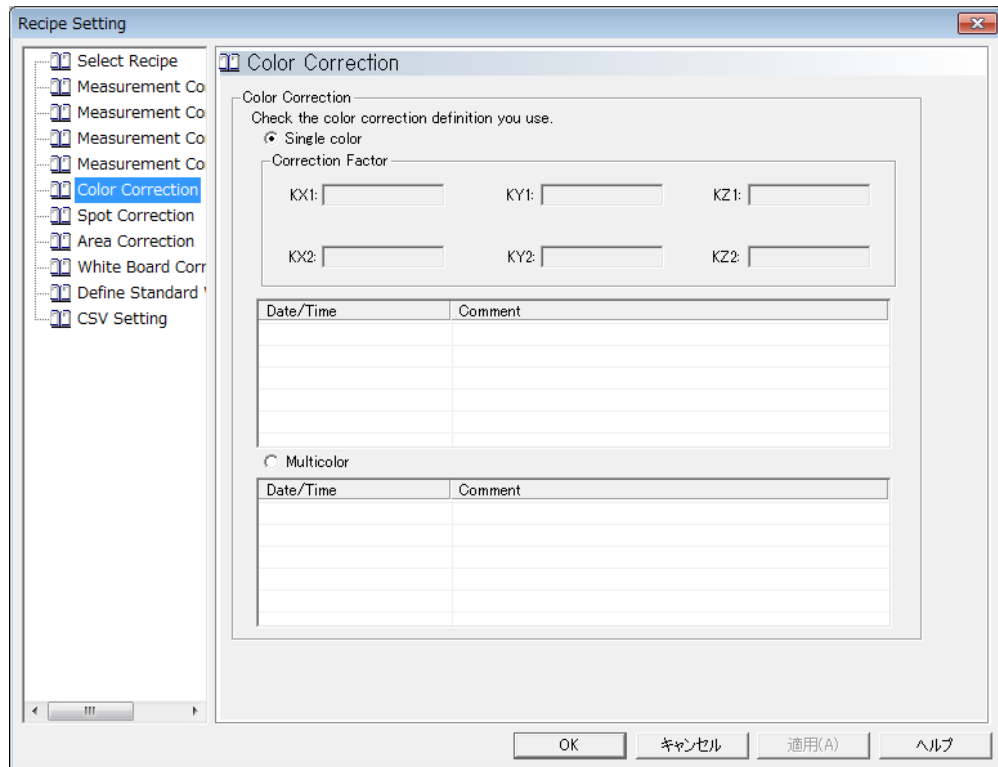 Recipe Setting
Select Recipe
Measurement Co
Measurement Co
Measurement Co
Measurement Co
Color Correction
Spot Correction
Area Correction
White Board Corr
Define Standard
CSV Setting
Color Correction
Color Correction
Check the color correction definition you use.
Single color
Correction Factor
KX1: KY1: KZ1:
KX2: KY2: KZ2:
Date/Time Comment
Multicolor
Date/Time Comment
OK キャンセル 適用(A) ヘルプ